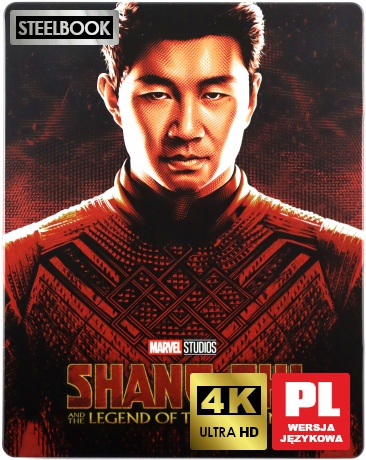 STEELBOOK
MARVEL STUDIOS
SHANG-
AND THE LEGEND OF T
4K
ULTRA HD
PL
WERSJA
JĘZYKOWA